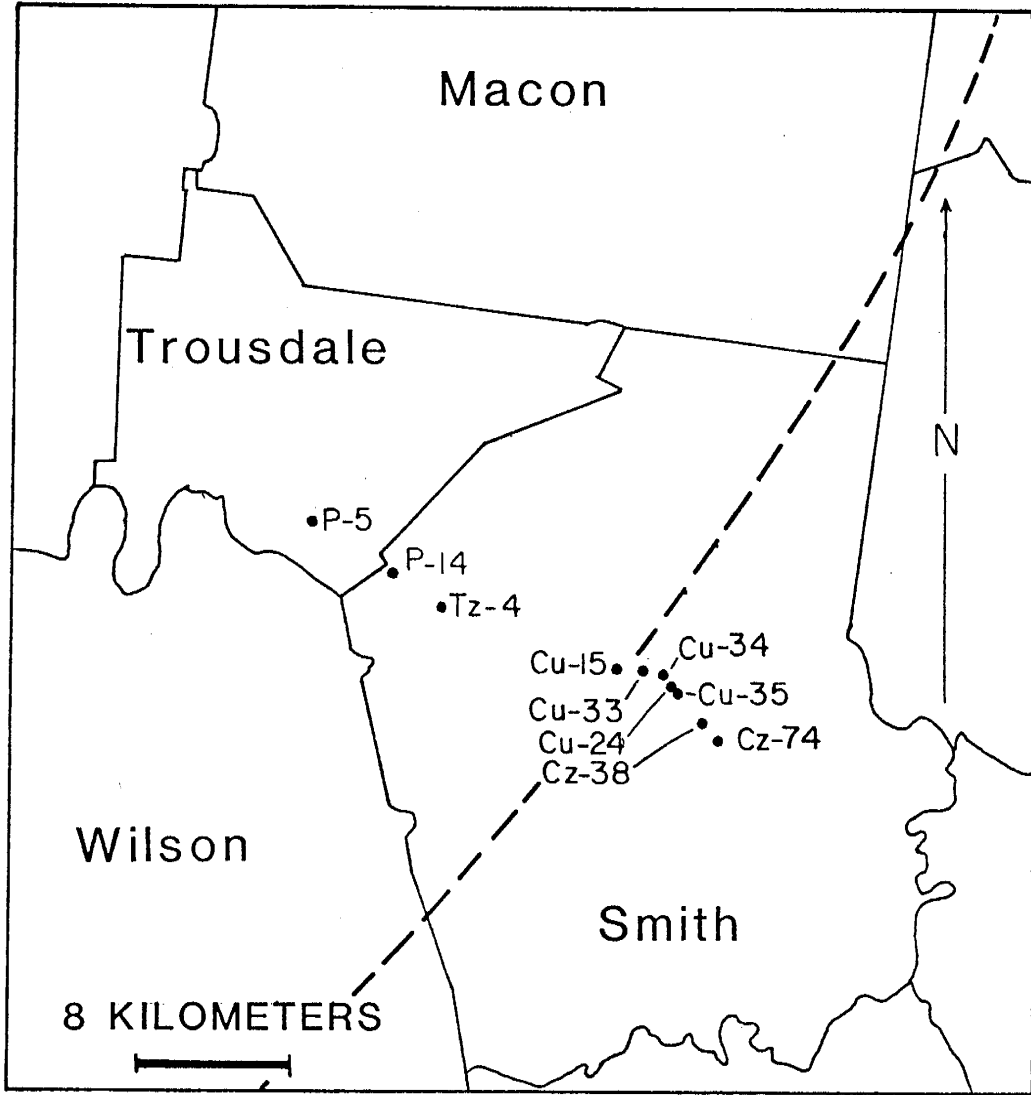 Macon
Trousdale
N
P-5
P-14
Tz-4
Cu-34
Cu-15
Cu-35
Cu-33
Cu-24
Cz-74
Cz-38
Wilson
Smith
8 KILOMETERS